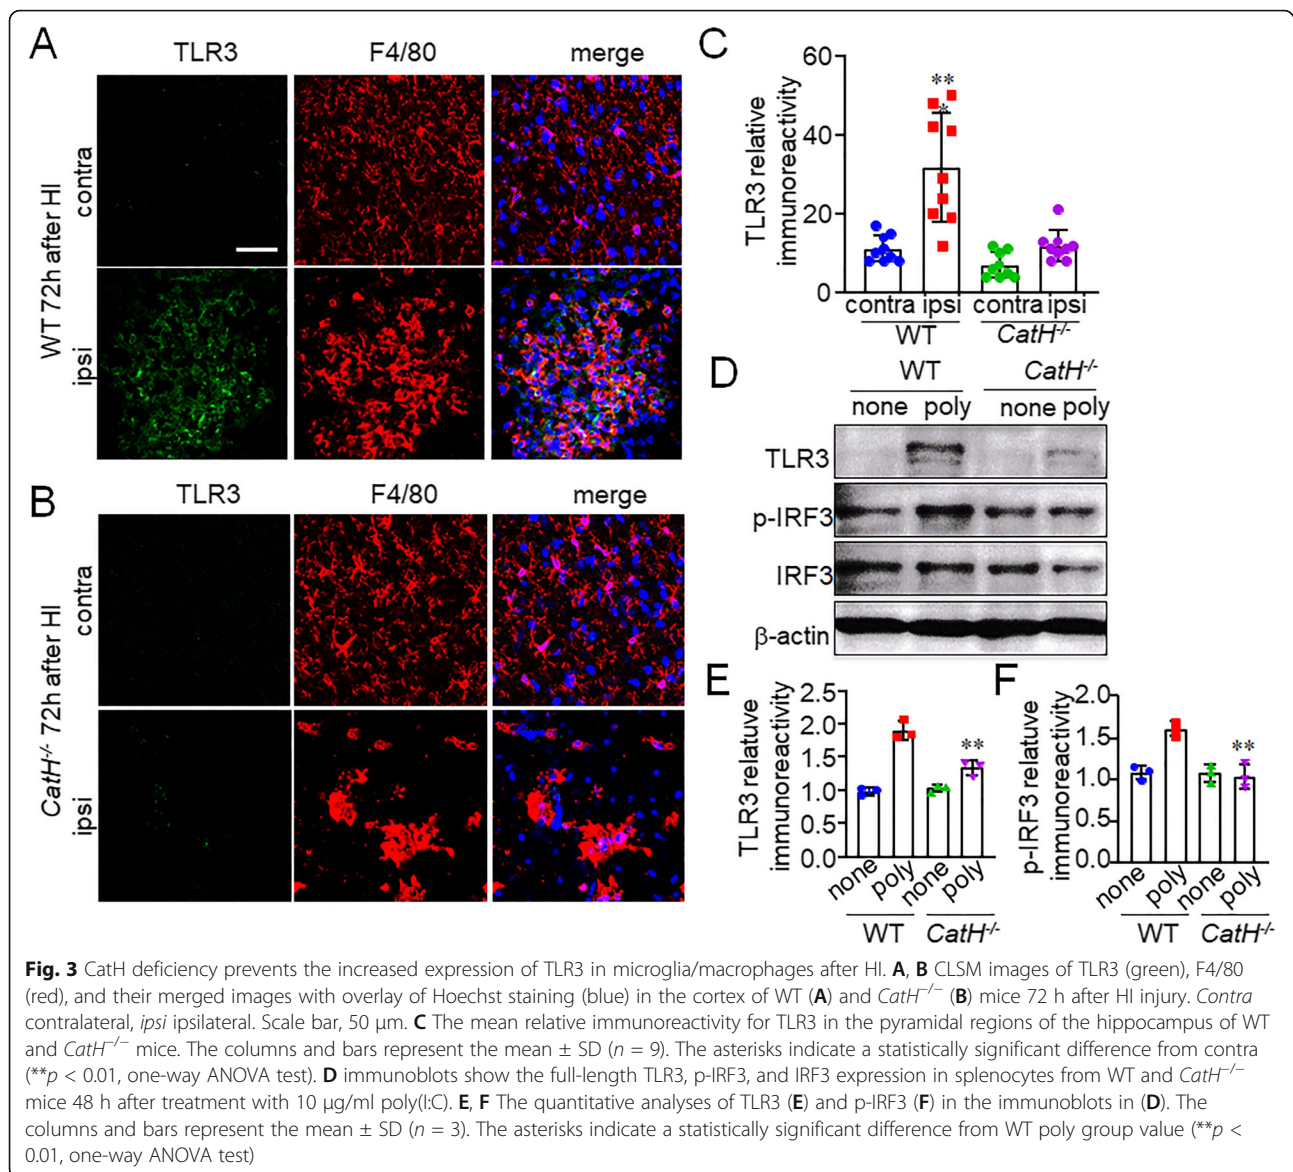 A
TLR3 F4/80 merge
WT 72h after HI
contra
ipsi
B
TLR3 F4/80 merge
CatH-/- 72h after HI
contra
ipsi
C
TLR3 relative
immunoreactivity
60
40
20
0
**
*
contra ipsi contra ipsi
WT CatH-/-
D
WT CatH-/-
none poly none poly
TLR3
p-IRF3
IRF3
β-actin
E
TLR3 relative
immunoreactivity
2.5
2.0
1.5
1.0
0.5
0.0
**
none poly none poly
WT CatH-/-
F
p-IRF3 relative
immunoreactivity
2.0
1.5
1.0
0.5
0.0
**
none poly none poly
WT CatH-/-
Fig. 3 CatH deficiency prevents the increased expression of TLR3 in microglia/macrophages after HI. A, B CLSM images of TLR3 (green), F4/80
(red), and their merged images with overlay of Hoechst staining (blue) in the cortex of WT (A) and CatH−/− (B) mice 72 h after HI injury. Contra
contralateral, ipsi ipsilateral. Scale bar, 50 μm. C The mean relative immunoreactivity for TLR3 in the pyramidal regions of the hippocampus of WT
and CatH−/− mice. The columns and bars represent the mean ± SD (n = 9). The asterisks indicate a statistically significant difference from contra
(**p < 0.01, one-way ANOVA test). D immunoblots show the full-length TLR3, p-IRF3, and IRF3 expression in splenocytes from WT and CatH−/−
mice 48 h after treatment with 10 μg/ml poly(I:C). E, F The quantitative analyses of TLR3 (E) and p-IRF3 (F) in the immunoblots in (D). The
columns and bars represent the mean ± SD (n = 3). The asterisks indicate a statistically significant difference from WT poly group value (**p <
0.01, one-way ANOVA test)